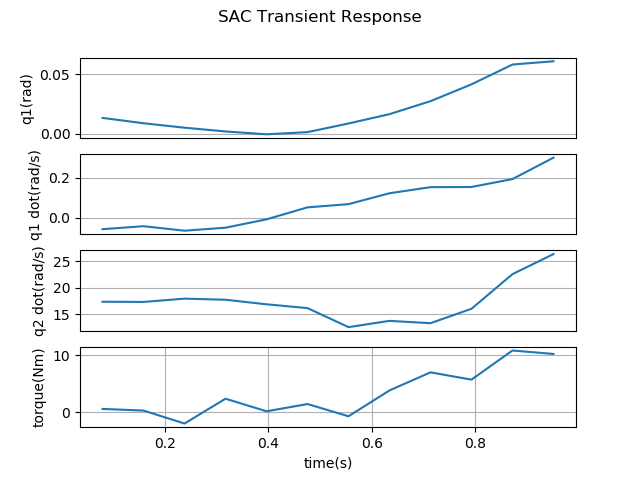 SAC Transient Response
q1(rad)
0.05
0.00
q1 dot(rad/s)
0.2
0.0
q2 dot(rad/s)
25
20
15
torque(Nm)
10
0
0.2 0.4 0.6 0.8
time(s)